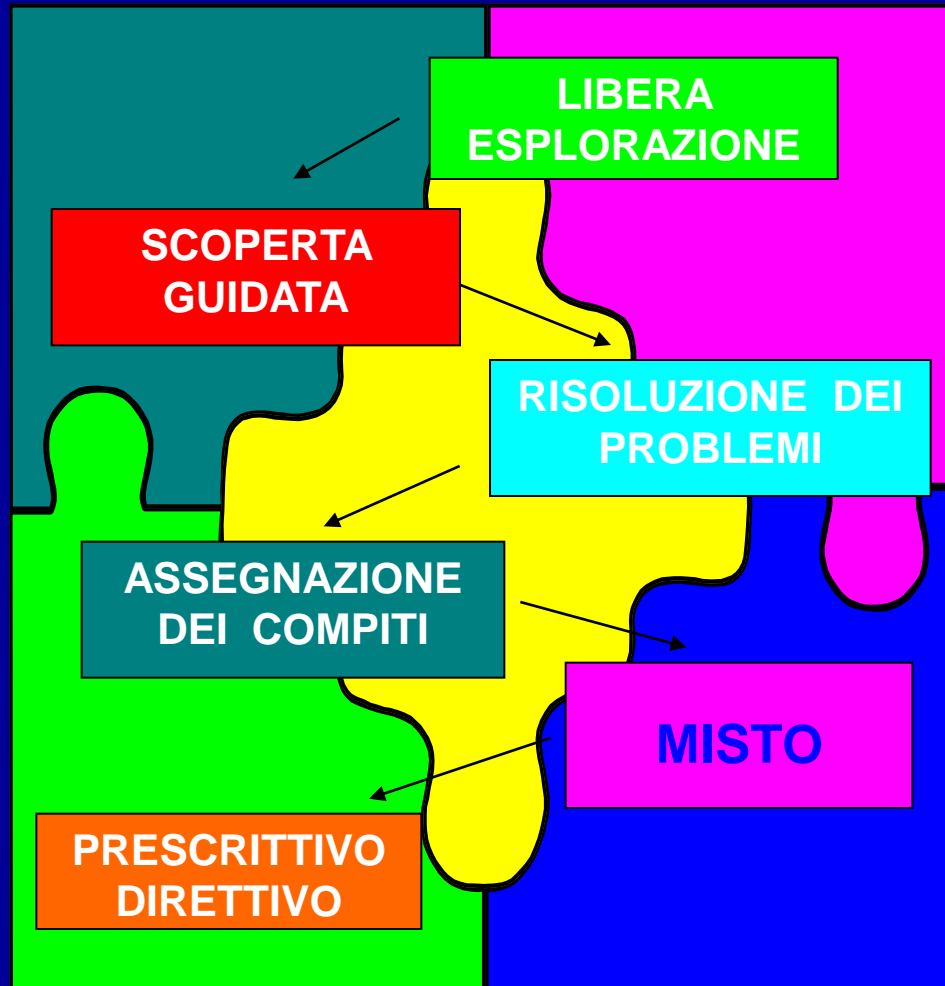 LIBERA
ESPLORAZIONE
SCOPERTA
GUIDATA
RISOLUZIONE DEI
PROBLEMI
ASSEGNAZIONE
DEI COMPITI
MISTO
PRESCRITTIVO
DIRETTIVO